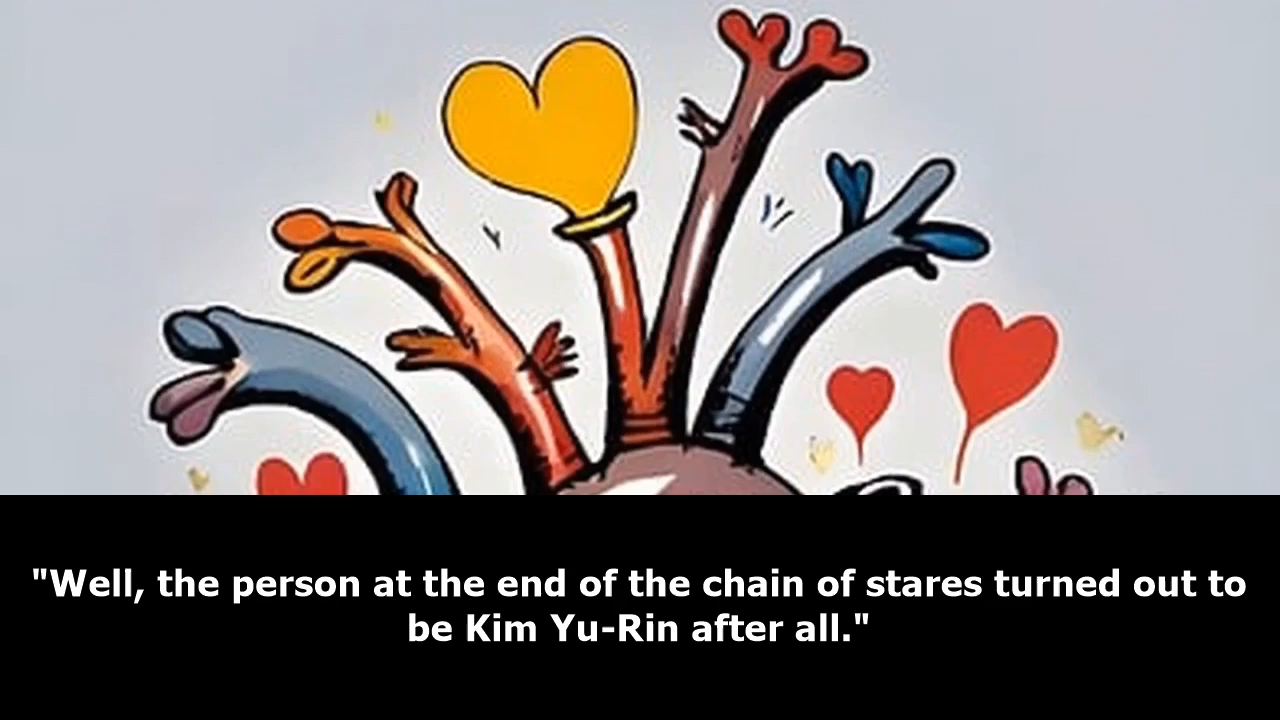 "Well, the person at the end of the chain of stares turned out to
be Kim Yu-Rin after all."